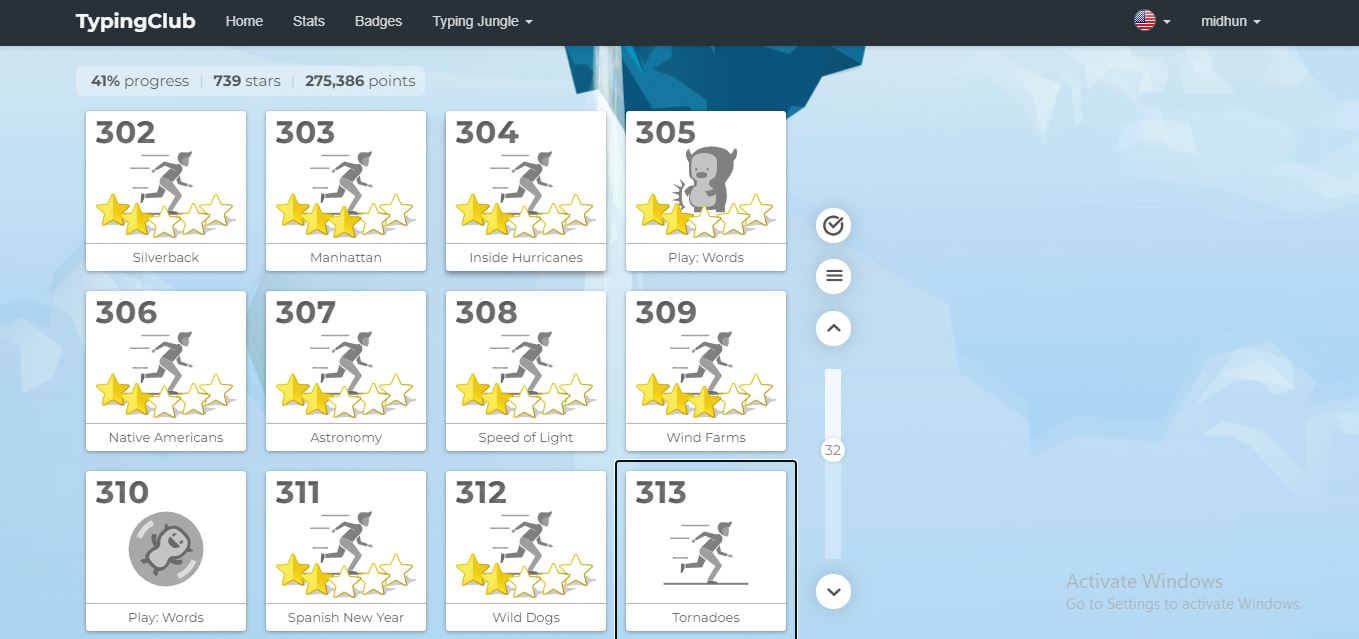 TypingClub Home Stats Badges Typing Jungle midhun
41% progress | 739 stars | 275,386 points
302 303 304 305
Silverback Manhattan Inside Hurricanes Play: Words
306 307 308 309
Native Americans Astronomy Speed of Light Wind Farms
32
310 311 312 313
Play: Words Spanish New Year Wild Dogs Tornadoes
Activate Windows
Go to Settings to activate Windows.